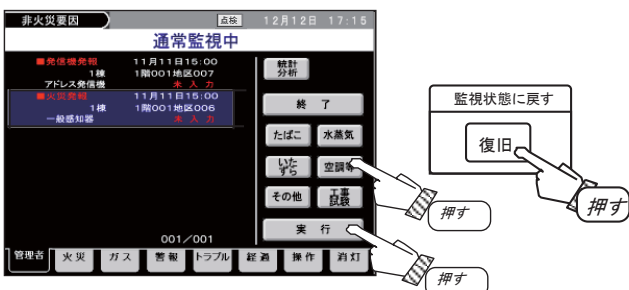 非火災要因
点検
12月12日 17:15
通常監視中
■発信機発報 11月11日15:00
1棟 1階001地区007
アドレス発信機 未入力
■火災発報 11月11日15:00
1棟 1階001地区006
一般感知器 未入力
001/001
統計
分析
終 了
たばこ
水蒸気
いた
ずら
空調等
その他
工事
試験
実 行
管理者
火災
ガス
警報
トラブル
経過
操作
消灯
押す
押す
監視状態に戻す
復旧
押す